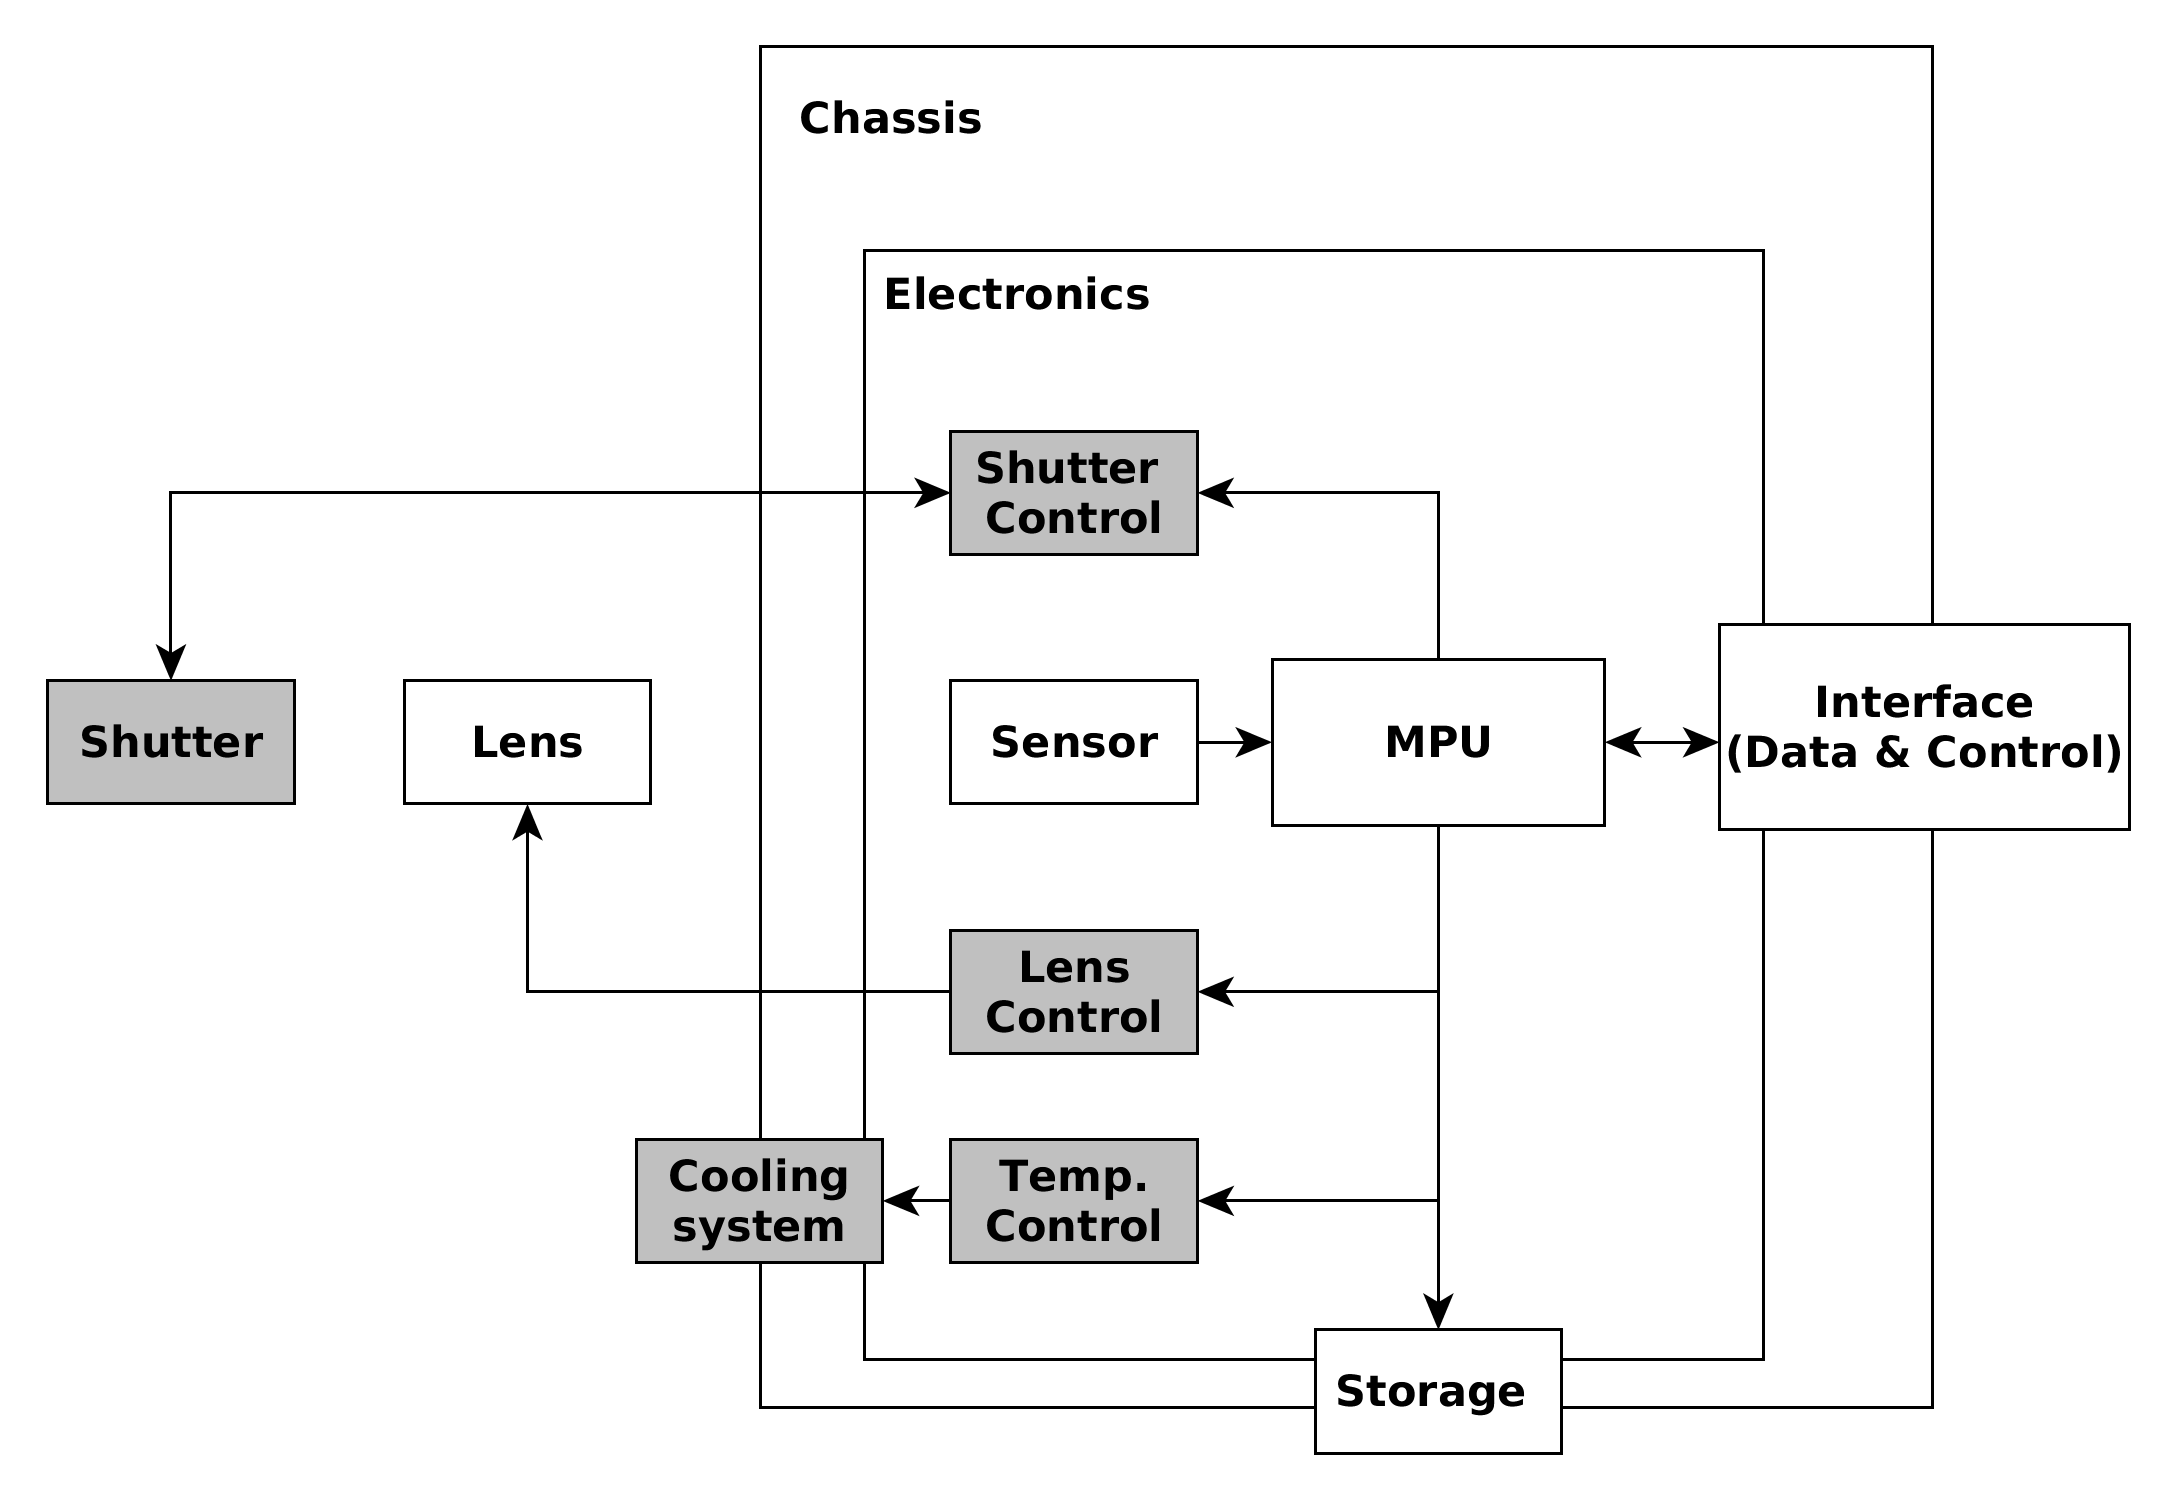 Chassis
Electronics
Shutter
Control
Shutter
Lens
Sensor
MPU
Interface
(Data & Control)
Lens
Control
Cooling
system
Temp.
Control
Storage